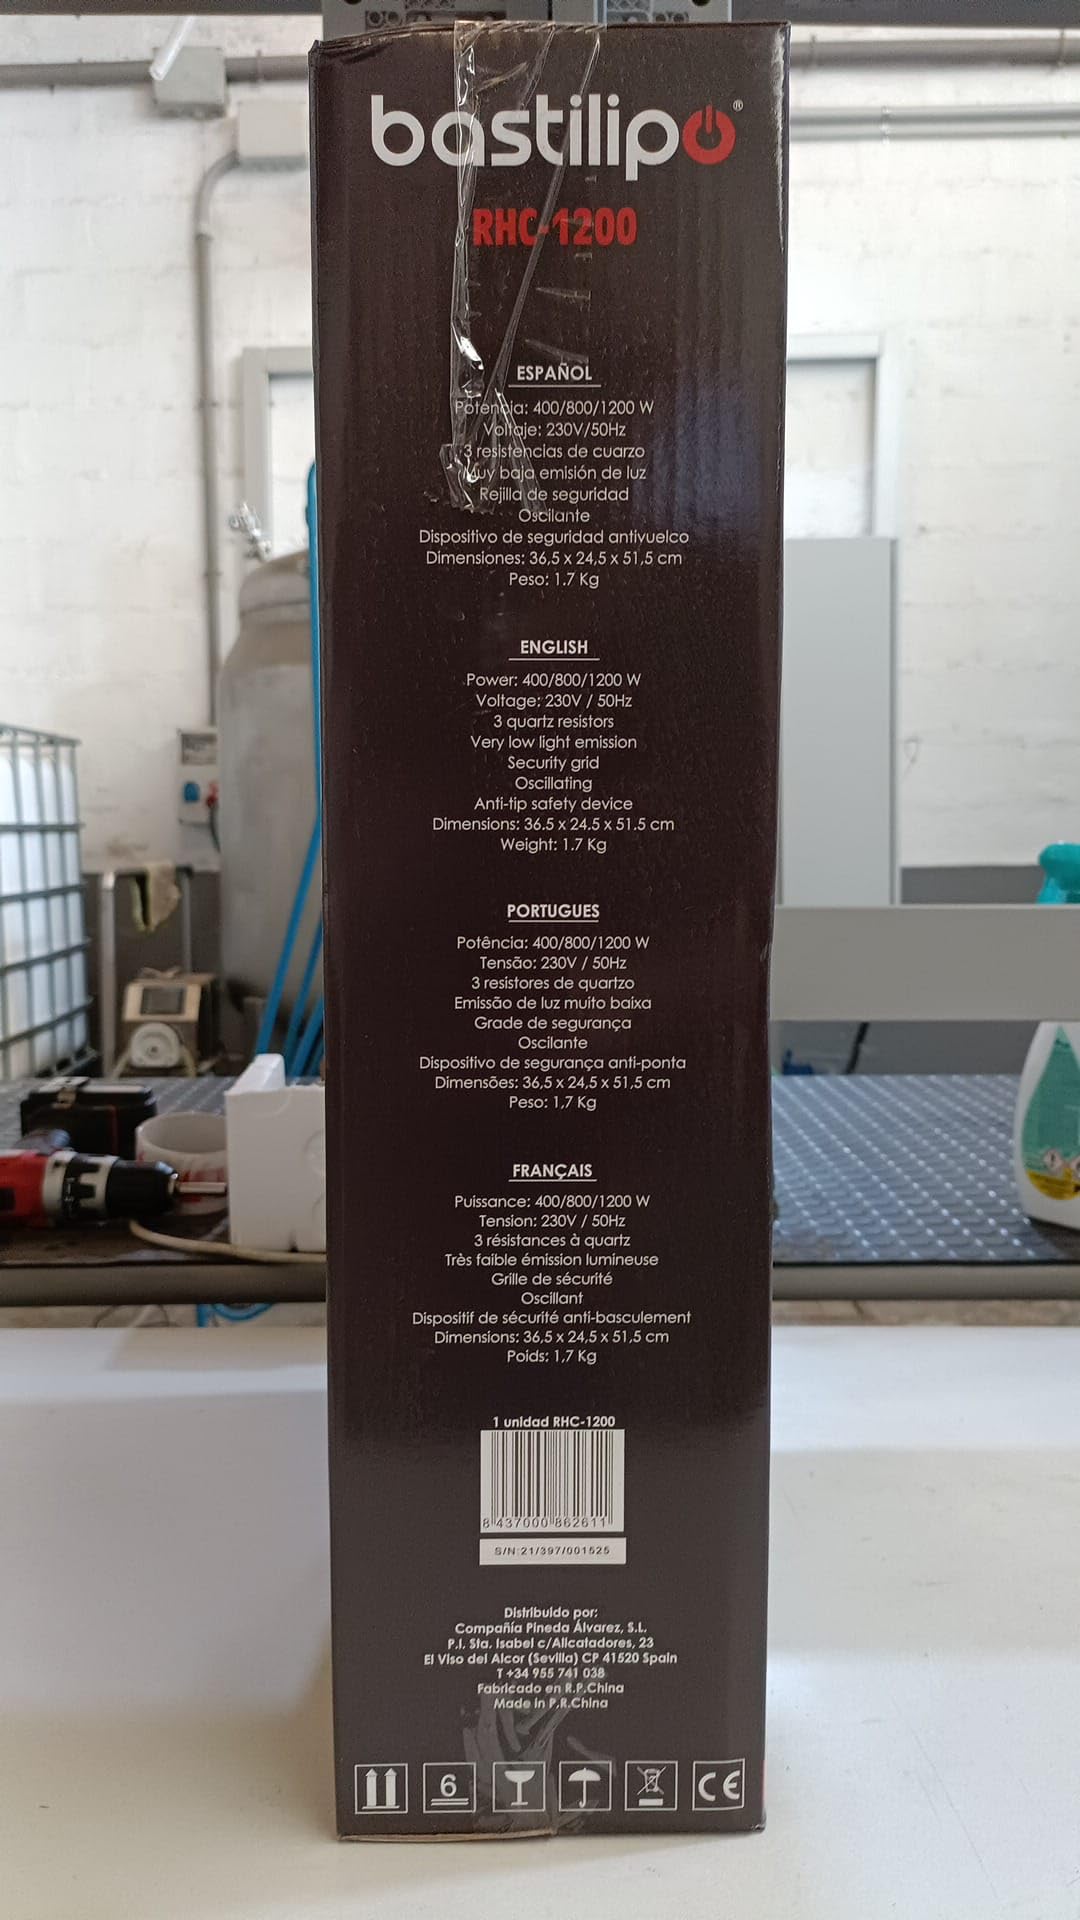 bastilipo®
RHC-1200
ESPAÑOL
Potencia: 400/800/1200 W
Voltaje: 230V/50Hz
3 resistencias de cuarzo
Muy baja emisión de luz
Rejilla de seguridad
Oscilante
Dispositivo de seguridad antivuelco
Dimensiones: 36,5 x 24,5 x 51,5 cm
Peso: 1.7 Kg
ENGLISH
Power: 400/800/1200 W
Voltage: 230V / 50Hz
3 quartz resistors
Very low light emission
Security grid
Oscillating
Anti-tip safety device
Dimensions: 36.5 x 24.5 x 51.5 cm
Weight: 1.7 Kg
PORTUGUES
Potência: 400/800/1200 W
Tensão: 230V / 50Hz
3 resistores de quartzo
Emissão de luz muito baixa
Grade de segurança
Oscilante
Dispositivo de segurança anti-ponta
Dimensões: 36,5 x 24,5 x 51,5 cm
Peso: 1,7 Kg
FRANÇAIS
Puissance: 400/800/1200 W
Tension: 230V / 50Hz
3 résistances à quartz
Très faible émission lumineuse
Grille de sécurité
Oscillant
Dispositif de sécurité anti-basculement
Dimensions: 36,5 x 24,5 x 51,5 cm
Poids: 1,7 Kg
1 unidad RHC-1200
8 437000 862611
S/N:21/397/001525
Distribuido por:
Compañía Pineda Álvarez, S.L.
P.I. Sta. Isabel c/Alicatadores, 23
El Viso del Alcor (Sevilla) CP 41520 Spain
T +34 955 741 038
Fabricado en R.P.China
Made in P.R.China
6
CE